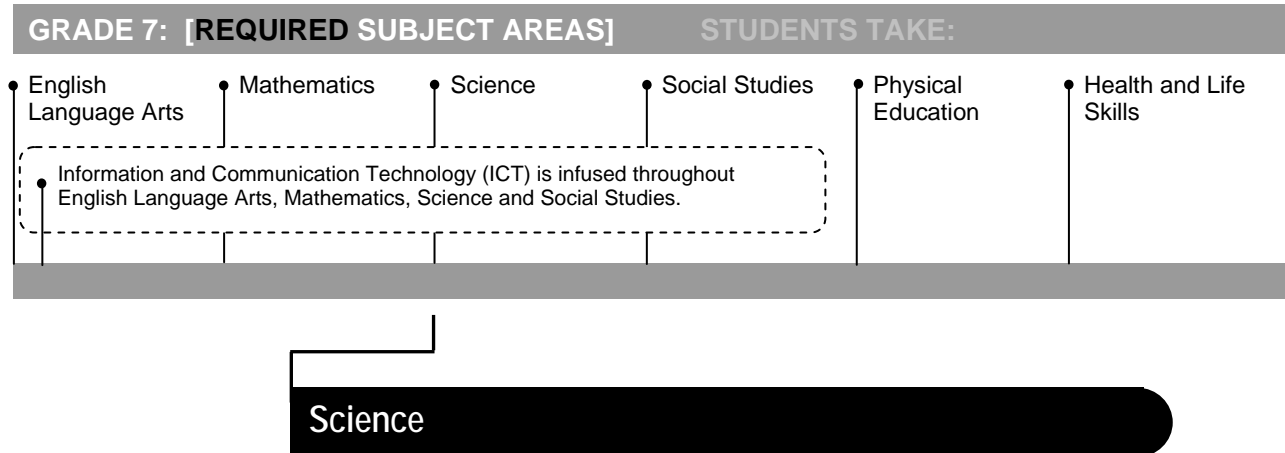 GRADE 7: [REQUIRED SUBJECT AREAS] STUDENTS TAKE:
English
Language Arts
Mathematics
Science
Social Studies
Physical
Education
Health and Life
Skills
Information and Communication Technology (ICT) is infused throughout
English Language Arts, Mathematics, Science and Social Studies.
Science